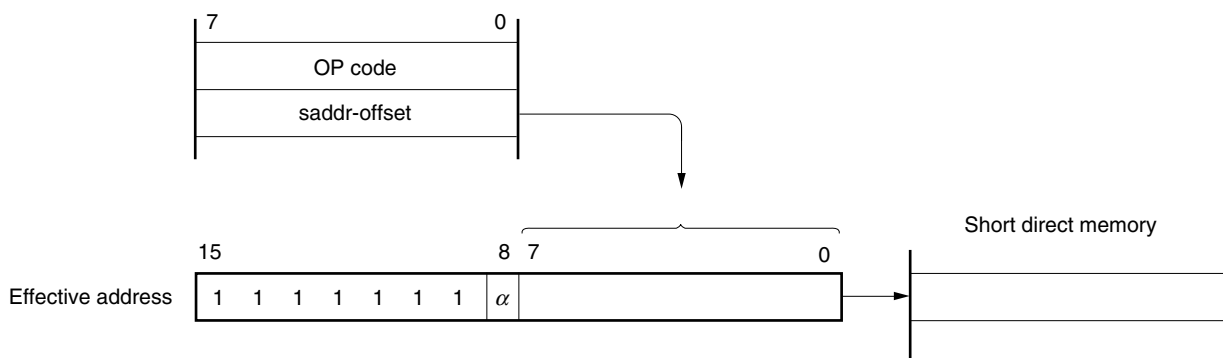 7 0
OP code
saddr-offset
Short direct memory
15 8 7 0
Effective address 1 1 1 1 1 1 1 α